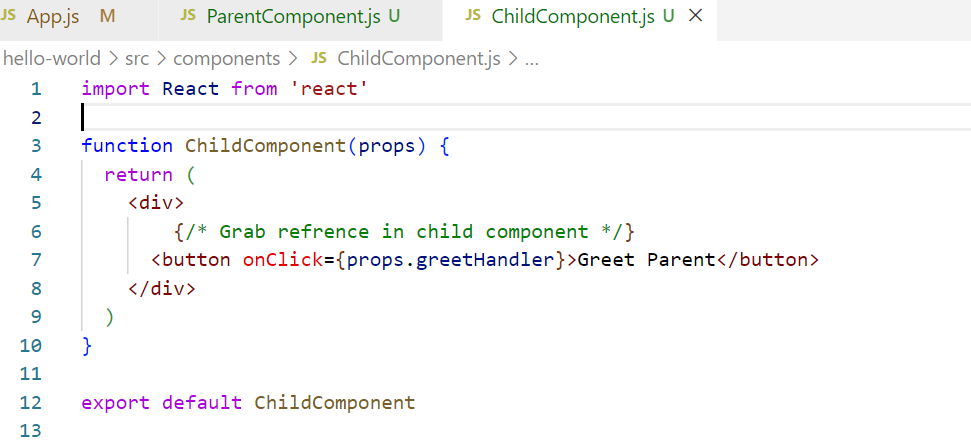 JS App.js M JS ParentComponent.js U JS ChildComponent.js U ×
hello-world > src > components > JS ChildComponent.js > ...
1 import React from 'react'
2
3 function ChildComponent(props) {
4 return (
5 <div>
6 {/* Grab refrence in child component */}
7 <button onClick={props.greetHandler}>Greet Parent</button>
8 </div>
9 )
10 }
11
12 export default ChildComponent
13